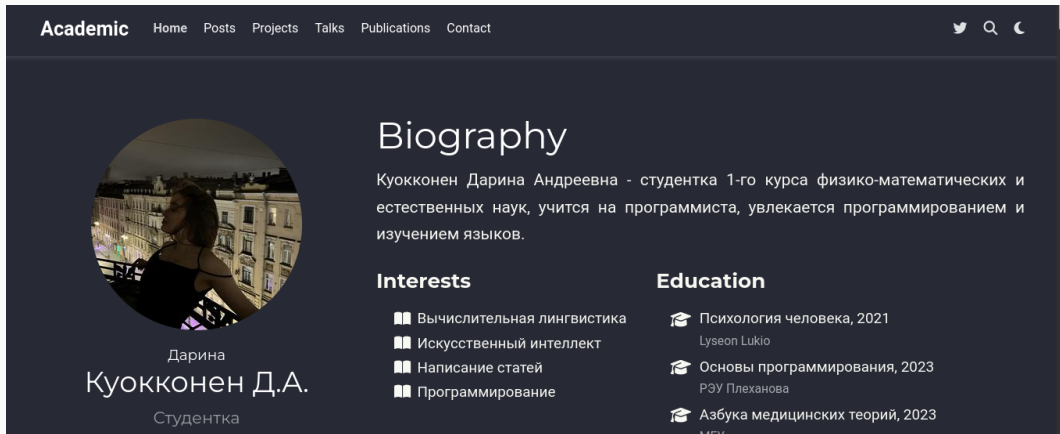 Academic Home Posts Projects Talks Publications Contact
Biography
Куокконен Дарина Андреевна - студентка 1-го курса физико-математических и
естественных наук, учится на программиста, увлекается программированием и
изучением языков.
Дарина
Куокконен Д.А.
Студентка
Interests
Вычислительная лингвистика
Искусственный интеллект
Написание статей
Программирование
Education
Психология человека, 2021
Lyseon Lukio
Основы программирования, 2023
РЭУ Плеханова
Азбука медицинских теорий, 2023